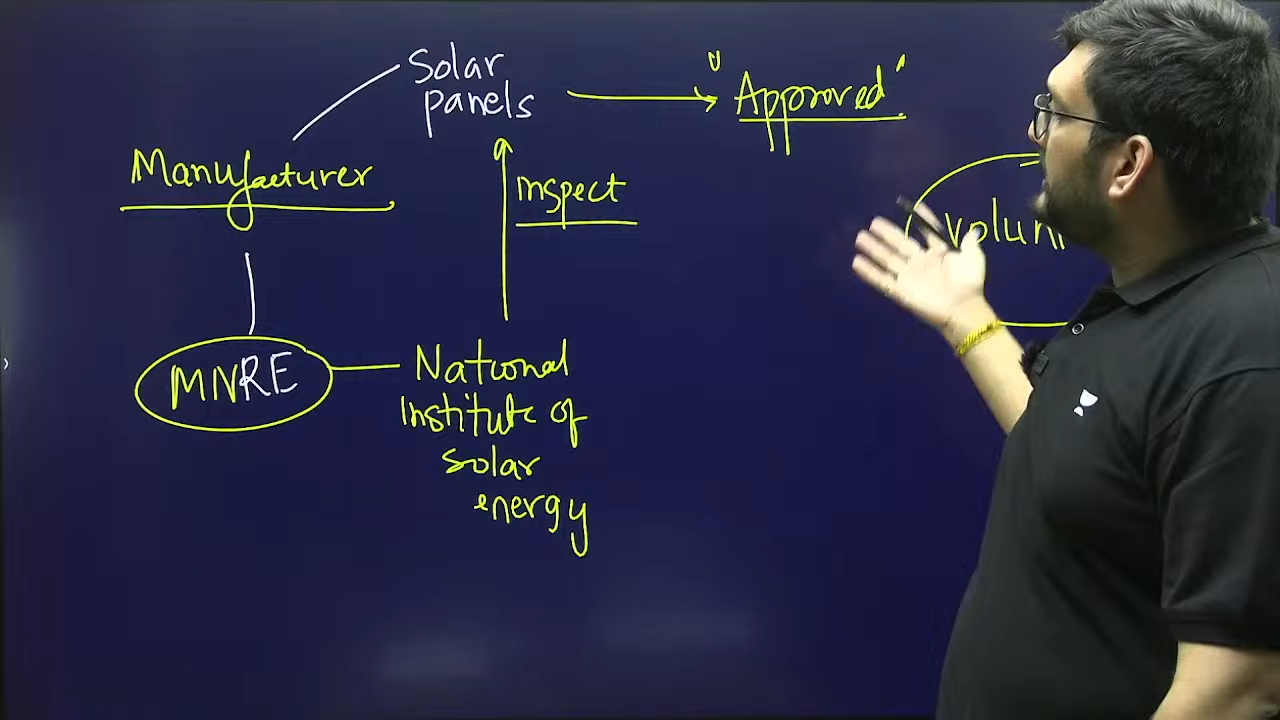 Solar
panels
"Approved"
Manufacturer
Inspect
MNRE
National
Institute of
Solar
energy